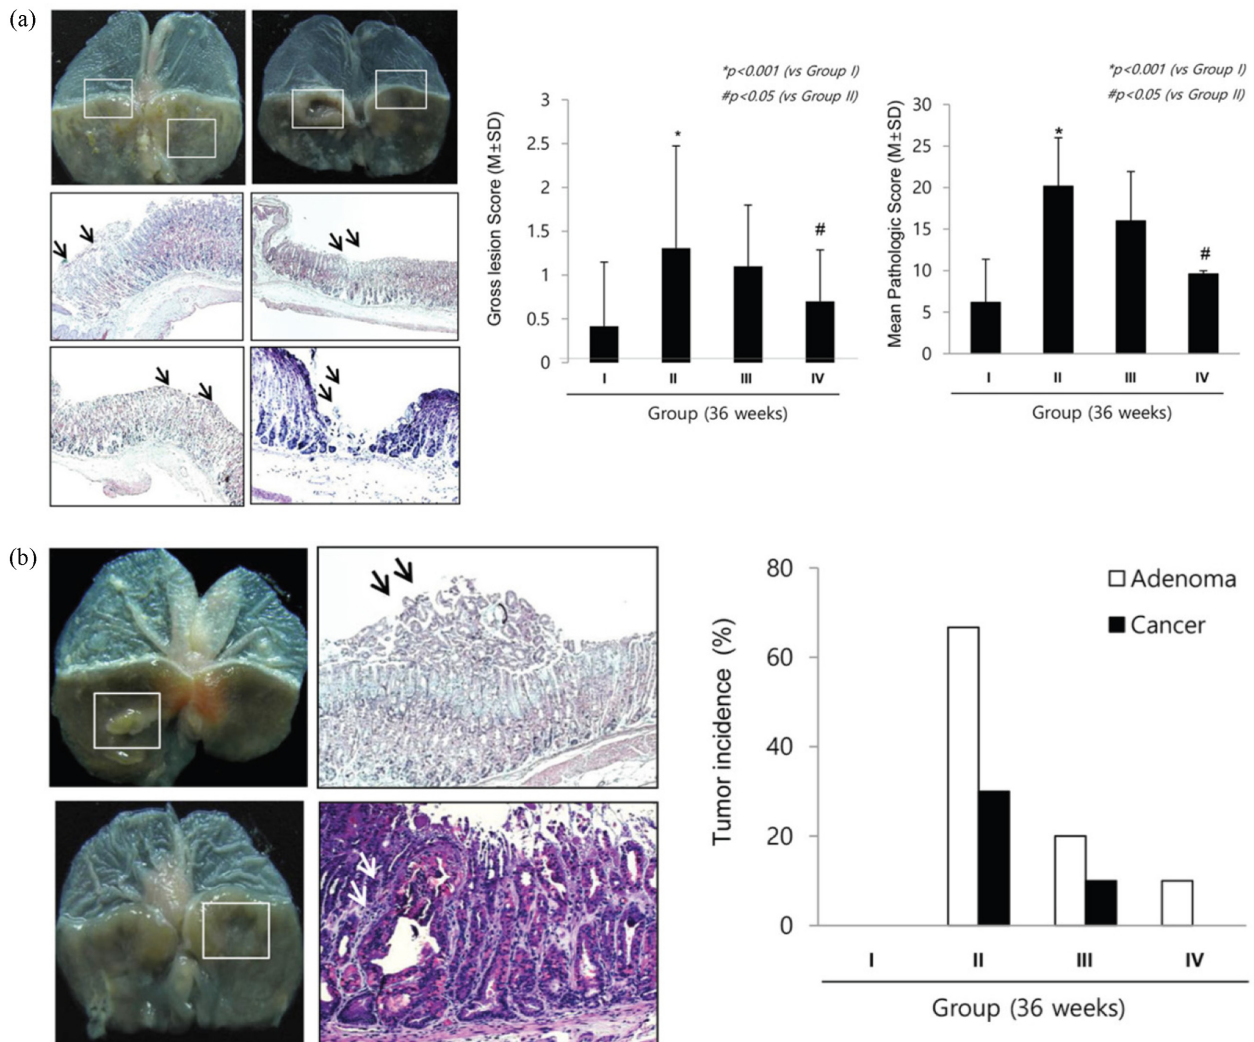 (a)
*p<0.001 (vs Group I)
#p<0.05 (vs Group II)
Gross lesion Score (M±SD)
3
2.5
2
1.5
1
0.5
0
*
#
I II III IV
Group (36 weeks)
*p<0.001 (vs Group I)
#p<0.05 (vs Group II)
Mean Pathologic Score (M±SD)
30
25
20
15
10
5
0
*
#
I II III IV
Group (36 weeks)
(b)
Tumor incidence (%)
80
60
40
20
0
Adenoma
Cancer
I II III IV
Group (36 weeks)